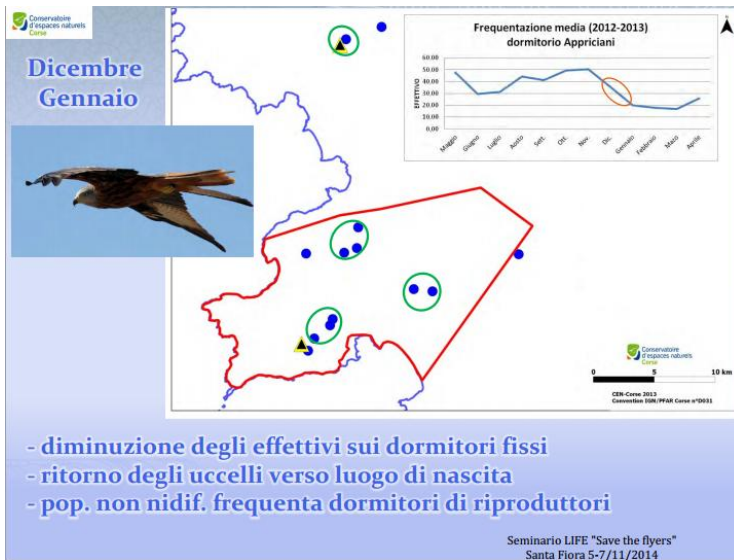 Conservatoire
d'espaces naturels
Corse
Dicembre
Gennaio
Frequentazione media (2012-2013)
dormitorio Appriciani
EFFETTIVO
60.00
50.00
40.00
30.00
20.00
10.00
0,00
Maggio
Giugno
Luglio
Aosto
Sett.
Ott.
Nov.
Dic.
Gennaio
Febbraio
Mazo
Aprile
N
Conservatoire
d'espaces naturels
Corse
0 5 10 km
CEN-Corse 2013
Convention IGN/PFAR Corse n°D031
- diminuzione degli effettivi sui dormitori fissi
- ritorno degli uccelli verso luogo di nascita
- pop. non nidif. frequenta dormitori di riproduttori
Seminario LIFE "Save the flyers"
Santa Fiora 5-7/11/2014